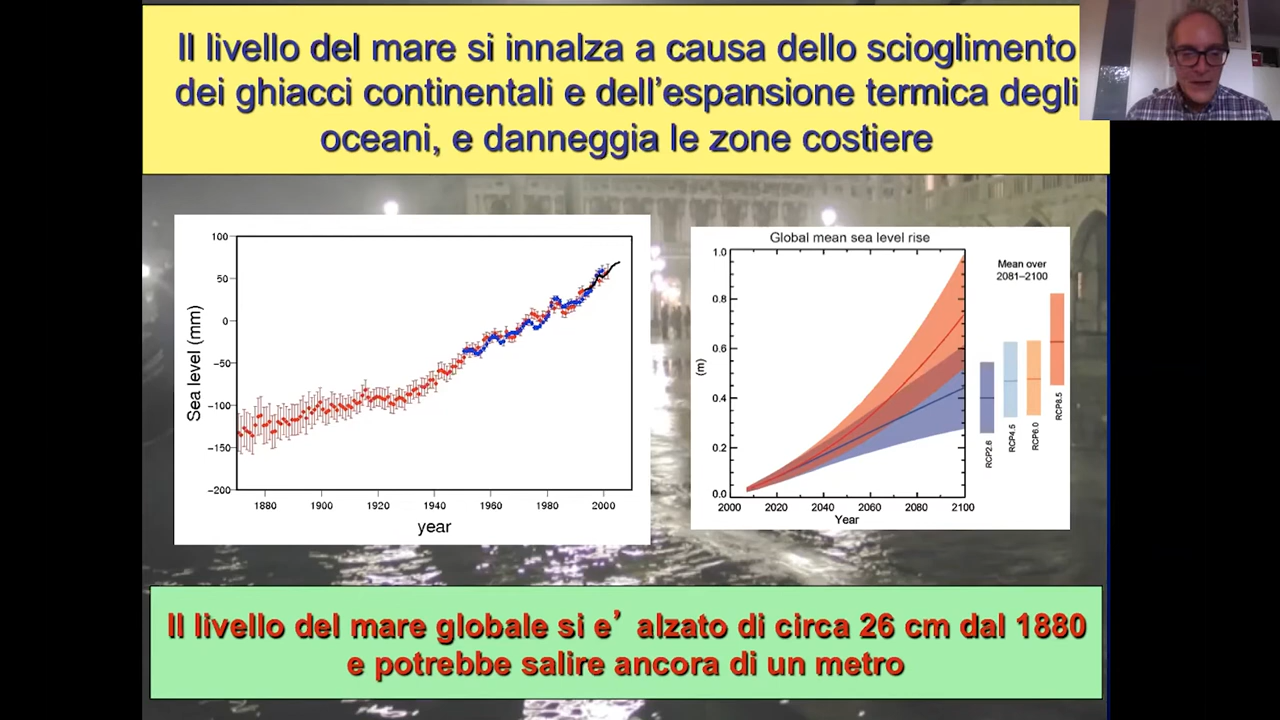 Il livello del mare si innalza a causa dello scioglimento
dei ghiacci continentali e dell’espansione termica degli
oceani, e danneggia le zone costiere
100
50
0
−50
−100
−150
−200
Sea level (mm)
1880 1900 1920 1940 1960 1980 2000
year
Global mean sea level rise
1.0
0.8
0.6
0.4
0.2
0.0
(m)
2000 2020 2040 2060 2080 2100
Year
Mean over
2081–2100
RCP2.6
RCP4.5
RCP6.0
RCP8.5
Il livello del mare globale si e’ alzato di circa 26 cm dal 1880
e potrebbe salire ancora di un metro